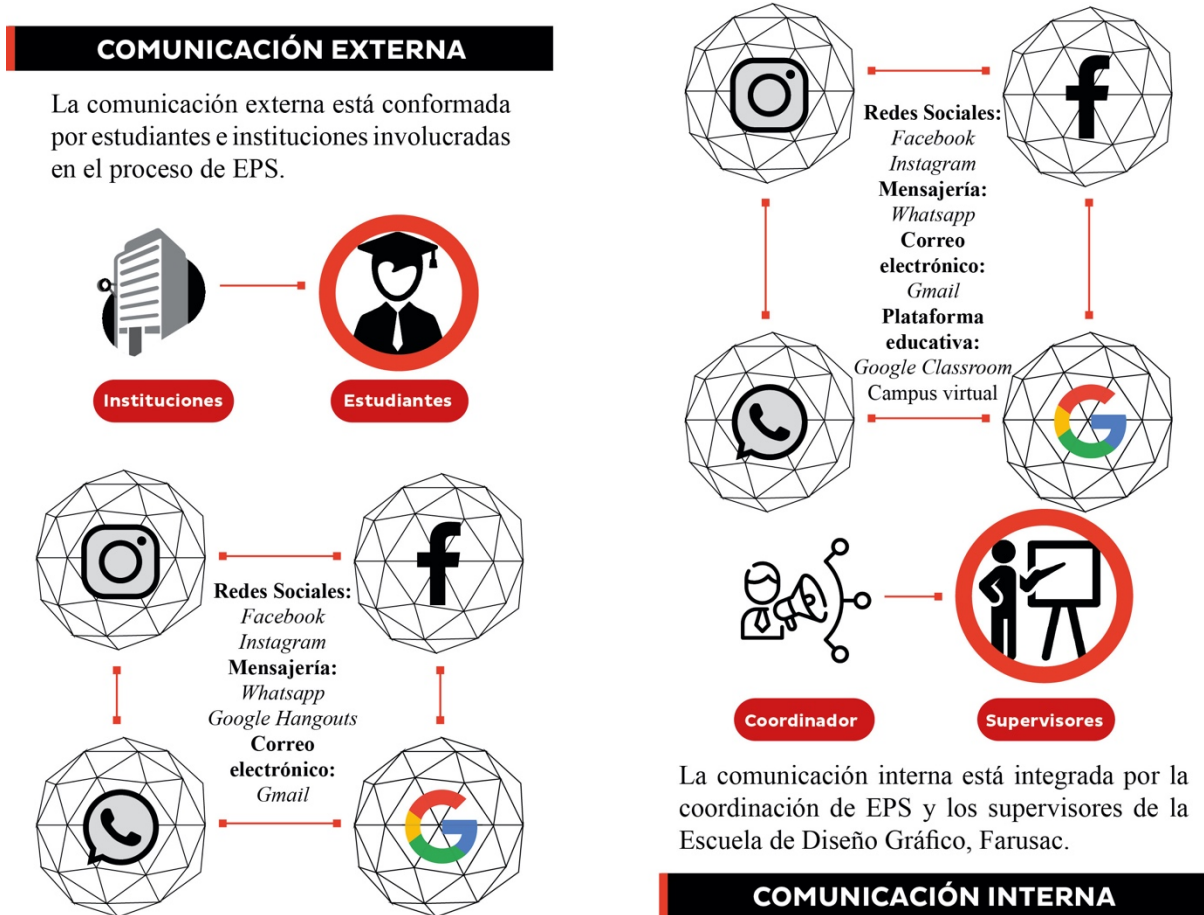 COMUNICACIÓN EXTERNA
La comunicación externa está conformada
por estudiantes e instituciones involucradas
en el proceso de EPS.
Instituciones
Estudiantes
Redes Sociales:
Facebook
Instagram
Mensajería:
Whatsapp
Google Hangouts
Correo
electrónico:
Gmail
Redes Sociales:
Facebook
Instagram
Mensajería:
Whatsapp
Correo
electrónico:
Gmail
Plataforma
educativa:
Google Classroom
Campus virtual
Coordinador
Supervisores
La comunicación interna está integrada por la
coordinación de EPS y los supervisores de la
Escuela de Diseño Gráfico, Farusac.
COMUNICACIÓN INTERNA